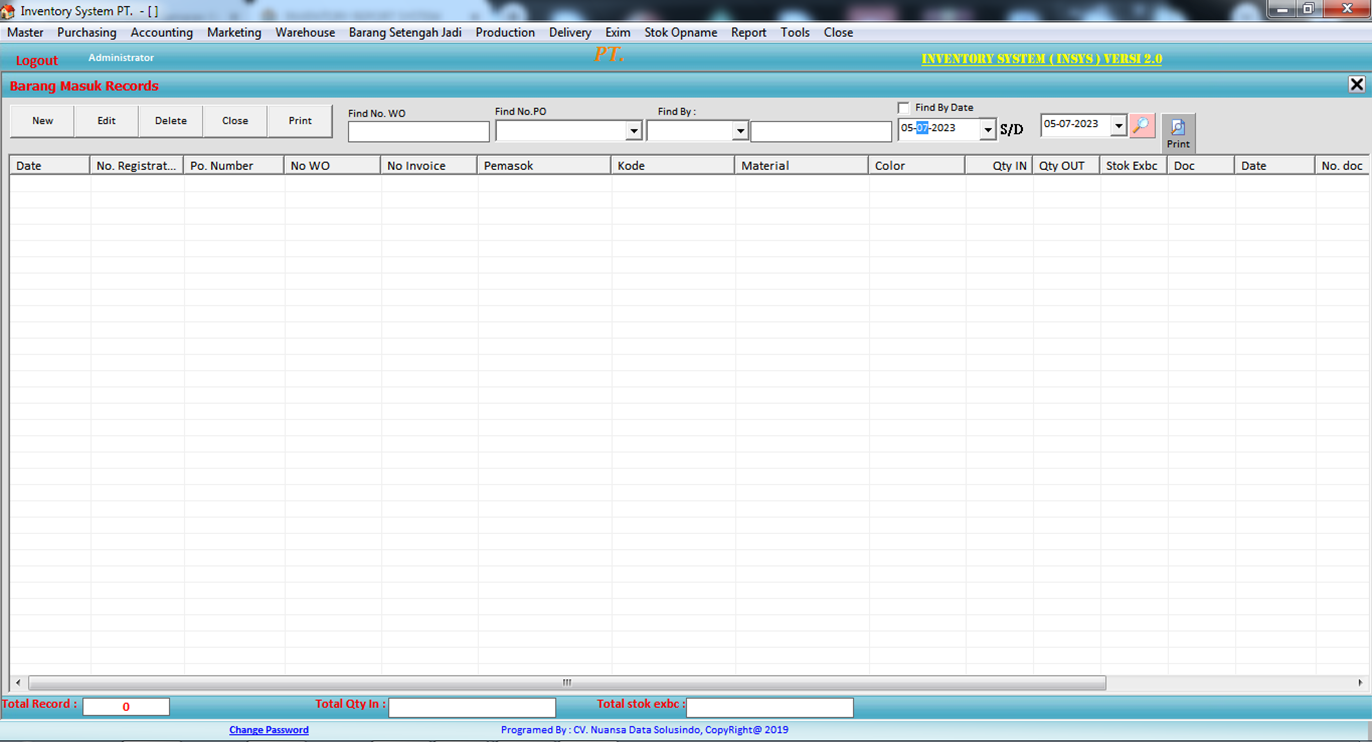 Inventory System PT. - [ ]
Master Purchasing Accounting Marketing Warehouse Barang Setengah Jadi Production Delivery Exim Stok Opname Report Tools Close
Logout Administrator PT. INVENTORY SYSTEM ( INSYS ) VERSI 2.0
Barang Masuk Records
New Edit Delete Close Print
Find No. WO
Find No.PO
Find By :
Find By Date
05-07-2023 S/D 05-07-2023
Print
Date No. Registrat... Po. Number No WO No Invoice Pemasok Kode Material Color Qty IN Qty OUT Stok Exbc Doc Date No. doc
Total Record : 0 Total Qty In : Total stok exbc :
Change Password Programed By : CV. Nuansa Data Solusindo, CopyRight@ 2019